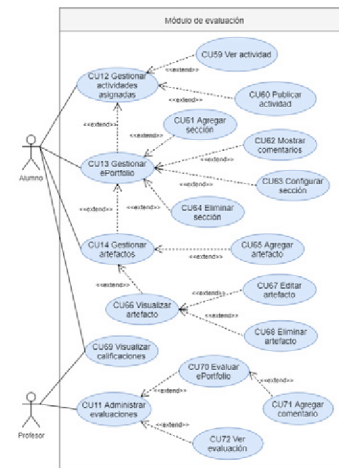 Módulo de evaluación
CU59 Ver
actividad
CU12 Gestionar
actividades
asignadas
<<extend>>
<<extend>>
CU60 Publicar
actividad
CU61 Agregar
sección
<<extend>>
<<extend>>
CU62 Mostrar
comentarios
<<extend>>
CU13 Gestionar
ePortfolio
<<extend>>
CU63 Configurar
sección
Alumno
<<extend>>
CU64 Eliminar
sección
<<extend>>
CU14 Gestionar
artefactos
<<extend>>
CU65 Agregar
artefacto
<<extend>>
CU67 Editar
artefacto
<<extend>>
CU66 Visualizar
artefacto
<<extend>>
CU68 Eliminar
artefacto
CU69 Visualizar
calificaciones
CU70 Evaluar
ePortfolio
<<extend>>
<<extend>>
CU11 Administrar
evaluaciones
CU71 Agregar
comentario
Profesor
<<extend>>
CU72 Ver
evaluación